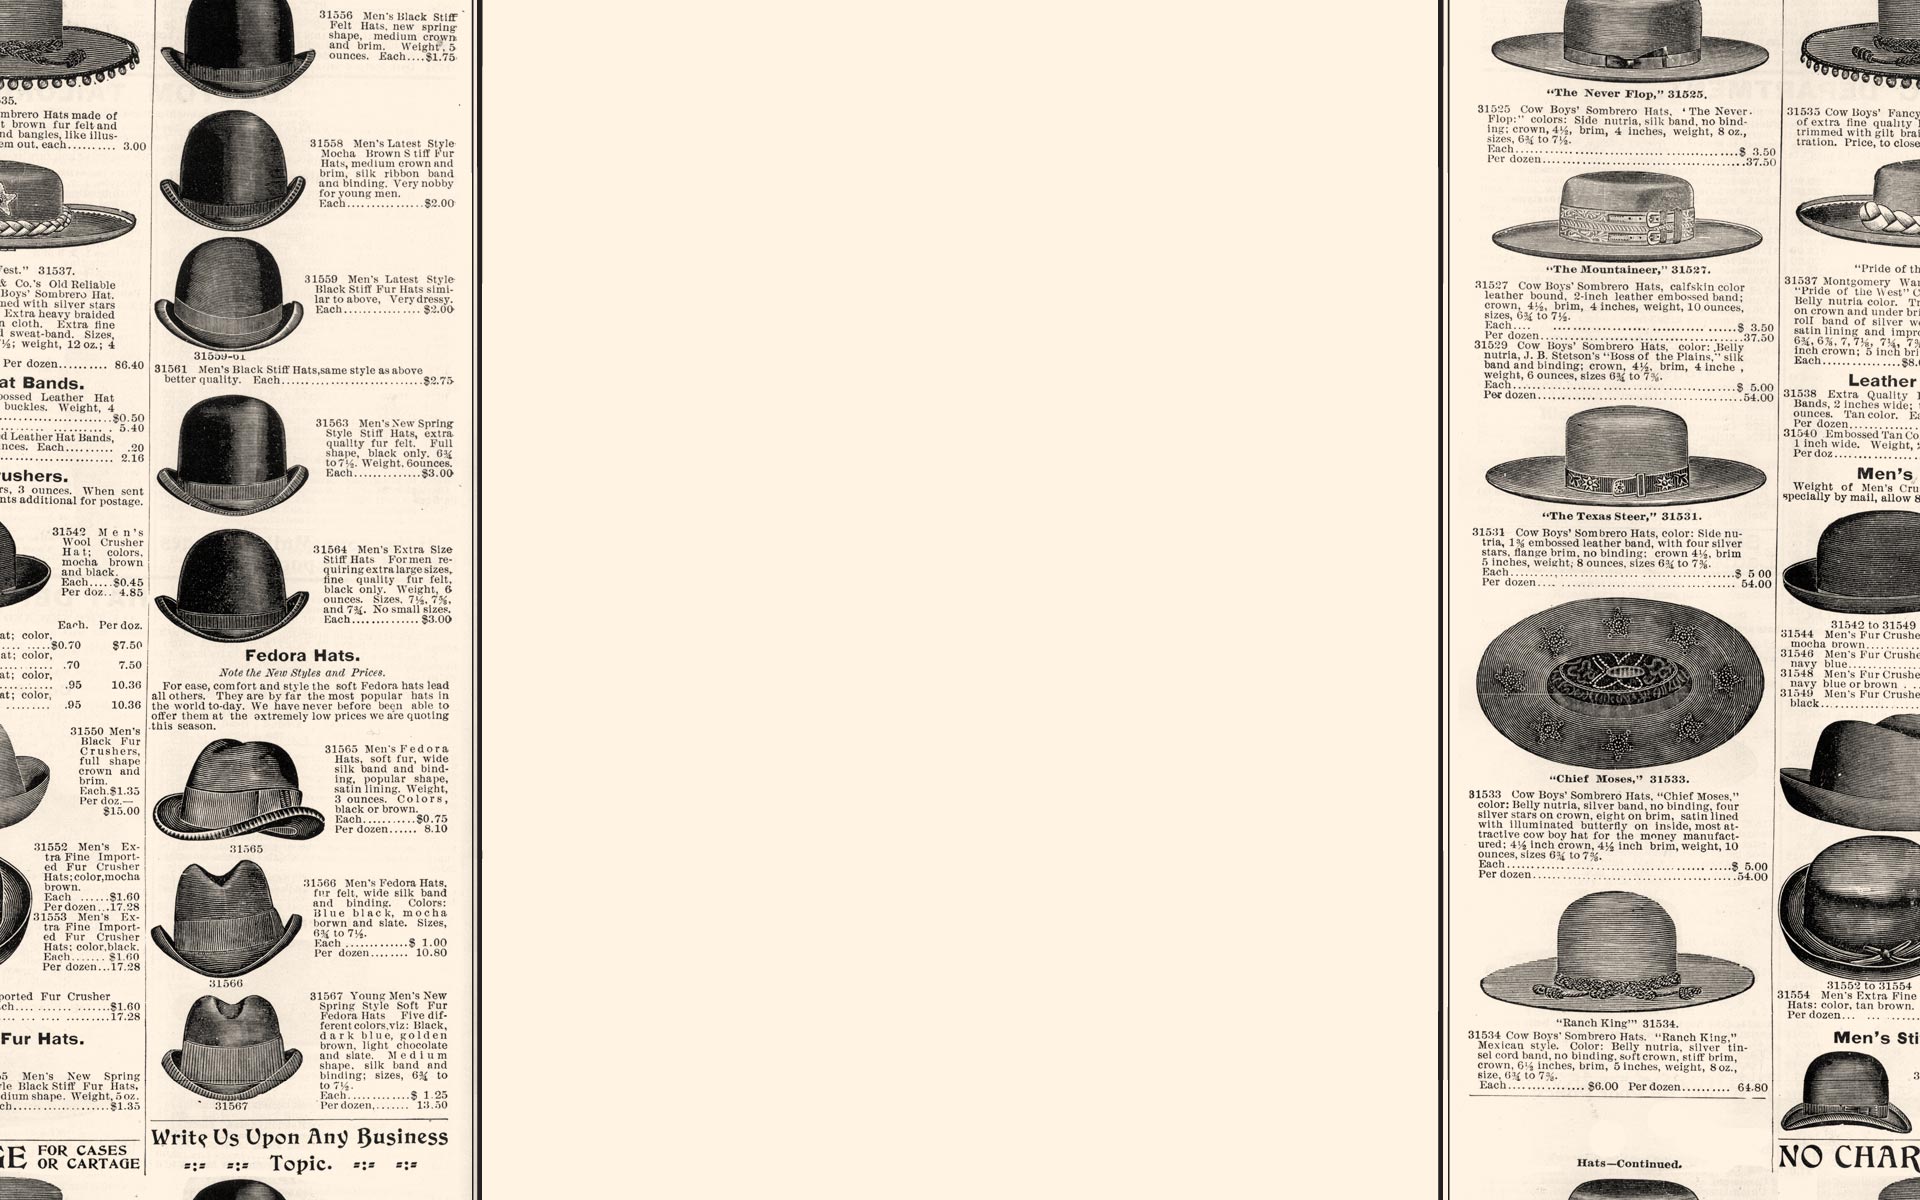 35.
mbrero Hats made of
t brown fur felt and
nd bangles, like illus-
em out, each......... 3.00
Vest." 31537.
& Co.'s Old Reliable
Boys' Sombrero Hat.
ned with silver stars
Extra heavy braided
n cloth. Extra fine
l sweat-band. Sizes,
½; weight, 12 oz.; 4
Per dozen.......... 86.40
at Bands.
bossed Leather Hat
buckles. Weight, 4
$0.50
5.40
d Leather Hat Bands,
nces. Each........ .20
2.16
rushers.
rs, 3 ounces. When sent
nts additional for postage.
31542 Men's
Wool Crusher
Hat; colors.
mocha brown
and black.
Each.....$0.45
Per doz.. 4.85
Each. Per doz.
at; color,
$0.70 $7.50
at; color,
.70 7.50
at; color,
.95 10.36
at; color,
.95 10.36
31550 Men's
Black Fur
Crushers,
full shape
crown and
brim.
Each.$1.35
Per doz.—
$15.00
31552 Men's Ex-
tra Fine Import-
ed Fur Crusher
Hats;color,mocha
brown.
Each ......$1.60
Per dozen...17.28
31553 Men's Ex-
tra Fine Import-
ed Fur Crusher
Hats; color,black.
Each....... $1.60
Per dozen...17.28
ported Fur Crusher
ach.... $1.60
17.28
Fur Hats.
5 Men's New Spring
yle Black Stiff Fur Hats,
dium shape. Weight, 5 oz.
ch....$1.35
GE FOR CASES
OR CARTAGE
31556 Men's Black Stiff
Felt Hats, new spring
shape, medium crown
and brim. Weight, 5
ounces. Each....$1.75
31558 Men's Latest Style
Mocha Brown Stiff Fur
Hats, medium crown and
brim, silk ribbon band
and binding. Very nobby
for young men.
Each...............$2.00
31559 Men's Latest Style
Black Stiff Fur Hats simi-
lar to above, Very dressy.
Each...............$2.00
31559-61
31561 Men's Black Stiff Hats,same style as above
better quality. Each..........................$2.75
31563 Men's New Spring
Style Stiff Hats, extra
quality fur felt. Full
shape, black only. 6¾
to 7½. Weight, 6ounces.
Each...............$3.00
31564 Men's Extra Size
Stiff Hats For men re-
quiring extra large sizes,
fine quality fur felt,
black only. Weight, 6
ounces. Sizes, 7½, 7⅝,
and 7¾. No small sizes.
Each...............$3.00
Fedora Hats.
Note the New Styles and Prices.
For ease, comfort and style the soft Fedora hats lead
all others. They are by far the most popular hats in
the world to-day. We have never before been able to
offer them at the extremely low prices we are quoting
this season.
31565 Men's Fedora
Hats, soft fur, wide
silk band and bind-
ing, popular shape,
satin lining. Weight,
3 ounces. Colors,
black or brown.
Each............$0.75
Per dozen...... 8.10
31565
31566 Men's Fedora Hats,
fur felt, wide silk band
and binding. Colors:
Blue black, mocha
borwn and slate. Sizes,
6¾ to 7½.
Each ............$ 1.00
Per dozen........ 10.80
31566
31567 Young Men's New
Spring Style Soft Fur
Fedora Hats Five dif-
ferent colors,viz: Black,
dark blue, golden
brown, light chocolate
and slate. Medium
shape. silk band and
binding; sizes, 6¾ to
to 7½.
Each............$ 1.25
Per dozen,....... 13.50
31567
Write Us Upon Any Business
-:- -:- Topic. -:- -:-
"The Never Flop," 31525.
31525 Cow Boys' Sombrero Hats, 'The Never-
Flop:" colors: Side nutria, silk band, no bind-
ing; crown, 4½, brim, 4 inches, weight, 8 oz.,
sizes, 6¾ to 7½.
Each...........................................$ 3.50
Per dozen......................................37.50
"The Mountaineer," 31527.
31527 Cow Boys' Sombrero Hats, calfskin color
leather bound, 2-inch leather embossed band;
crown, 4½, brim, 4 inches, weight, 10 ounces,
sizes, 6¾ to 7½.
Each.... ........................$ 3.50
Per dozen......................................37.50
31529 Cow Boys' Sombrero Hats, color: Belly
nutria, J. B. Stetson's "Boss of the Plains," silk
band and binding; crown, 4½, brim, 4 inche ,
weight, 6 ounces, sizes 6¾ to 7⅝.
Each...........................................$ 5.00
Per dozen......................................54.00
"The Texas Steer," 31531.
31531 Cow Boys' Sombrero Hats, color: Side nu-
tria, 1⅜ embossed leather band, with four silver
stars, flange brim, no binding: crown 4½, brim
5 inches, weight; 8 ounces, sizes 6¾ to 7⅝.
Each...........................................$ 5 00
Per dozen.... ..............................54.00
"Chief Moses," 31533.
31533 Cow Boys' Sombrero Hats, "Chief Moses,"
color: Belly nutria, silver band, no binding, four
silver stars on crown, eight on brim, satin lined
with illuminated butterfly on inside, most at-
tractive cow boy hat for the money manufact-
ured; 4½ inch crown, 4½ inch brim, weight, 10
ounces, sizes 6¾ to 7⅝.
Each...........................................$ 5.00
Per dozen......................................54.00
"Ranch King'" 31534.
31534 Cow Boys' Sombrero Hats. "Ranch King,"
Mexican style. Color: Belly nutria, silver tin-
sel cord band, no binding, soft crown, stiff brim,
crown, 6½ inches, brim, 5 inches, weight, 8 oz.,
size, 6¾ to 7⅝.
Each................ $6.00 Per dozen.......... 64.80
Hats—Continued.
31535 Cow Boys' Fancy
of extra fine quality
trimmed with gilt brai
tration. Price, to close
"Pride of th
31537 Montgomery War
"Pride of the West" C
Belly nutria color. Tr
on crown and under bri
roll band of silver w
satin lining and impro
6¾, 6⅞, 7, 7⅛, 7¼, 7⅜
inch crown; 5 inch bri
Each................$8.
Leather
31538 Extra Quality
Bands, 2 inches wide;
ounces. Tan color. Ea
Per dozen
31540 Embossed Tan Co
1 inch wide. Weight,
Per doz
Men's
Weight of Men's Cru
specially by mail, allow 8
31542 to 31549
31544 Men's Fur Crushe
mocha brown
31546 Men's Fur Crushe
navy blue
31548 Men's Fur Crushe
navy blue or brown
31549 Men's Fur Crushe
black
31552 to 31554
31554 Men's Extra Fine
Hats: color, tan brown.
Per dozen
Men's Sti
NO CHAR